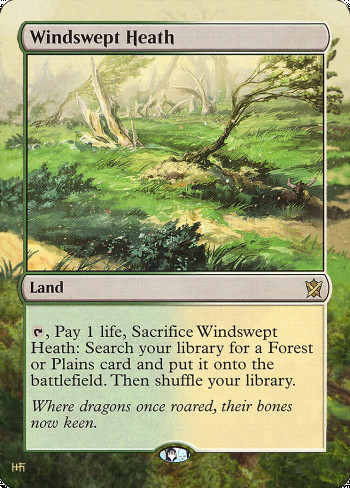 Windswept Heath
Land
, Pay 1 life, Sacrifice Windswept
Heath: Search your library for a Forest
or Plains card and put it onto the
battlefield. Then shuffle your library.
Where dragons once roared, their bones
now keen.